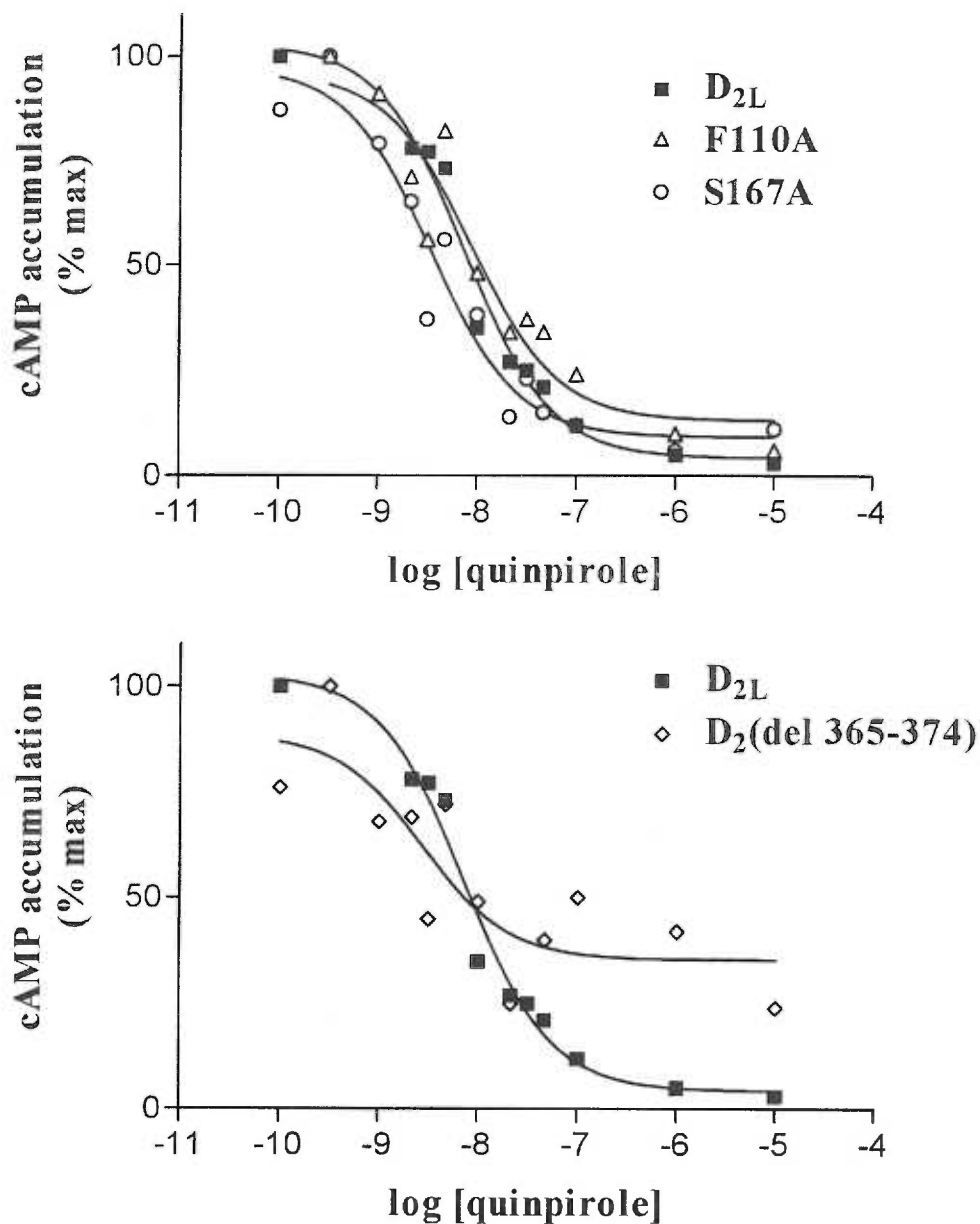 100
50
0
cAMP accumulation
(% max)
D2L
F110A
S167A
-11 -10 -9 -8 -7 -6 -5 -4
log [quinpirole]
100
50
0
cAMP accumulation
(% max)
D2L
D2(del 365-374)
-11 -10 -9 -8 -7 -6 -5 -4
log [quinpirole]